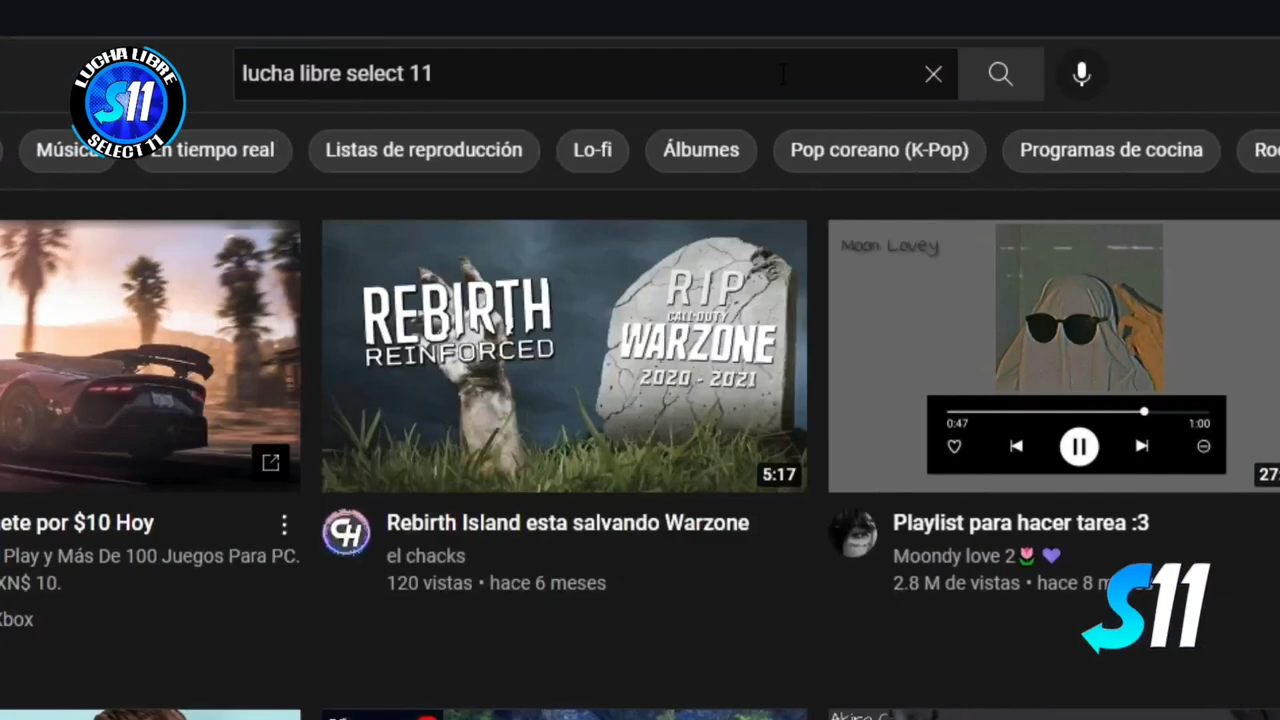 LUCHA LIBRE
S11
SELECT 11
lucha libre select 11
Música
En tiempo real
Listas de reproducción
Lo-fi
Álbumes
Pop coreano (K-Pop)
Programas de cocina
REBIRTH
REINFORCED
RIP
CALL OF DUTY
WARZONE
2020 - 2021
5:17
Moon Lovey
0:47
1:00
27
ete por $10 Hoy
Play y Más De 100 Juegos Para PC.
XN$ 10.
Xbox
CH
Rebirth Island esta salvando Warzone
el chacks
120 vistas • hace 6 meses
Playlist para hacer tarea :3
Moondy love 2🌷💜
2.8 M de vistas • hace 8 m
S11